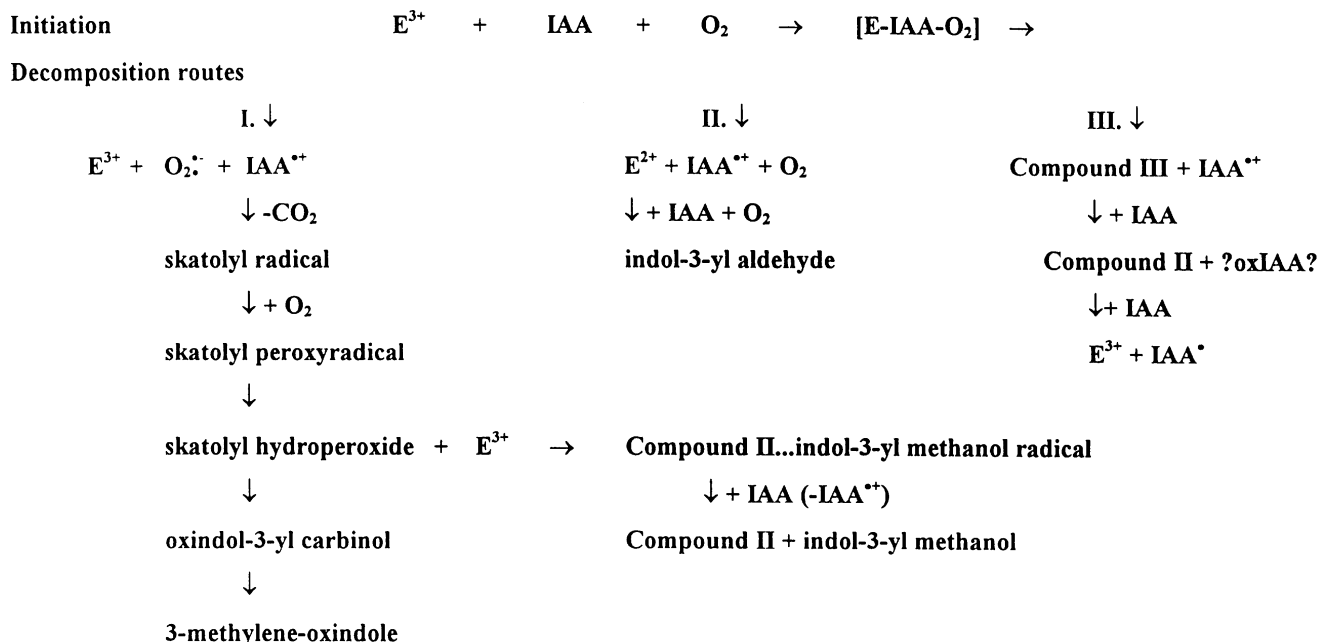 Initiation E³⁺ + IAA + O₂ → [E-IAA-O₂] →
Decomposition routes
I. ↓ II. ↓ III. ↓
E³⁺ + O₂•⁻ + IAA•⁺ E²⁺ + IAA•⁺ + O₂ Compound III + IAA•⁺
↓ -CO₂ ↓ + IAA + O₂ ↓ + IAA
skatolyl radical indol-3-yl aldehyde Compound II + ?oxIAA?
↓ + O₂ ↓+ IAA
skatolyl peroxyradical E³⁺ + IAA•
↓
skatolyl hydroperoxide + E³⁺ → Compound II...indol-3-yl methanol radical
↓ ↓ + IAA (-IAA•⁺)
oxindol-3-yl carbinol Compound II + indol-3-yl methanol
↓
3-methylene-oxindole